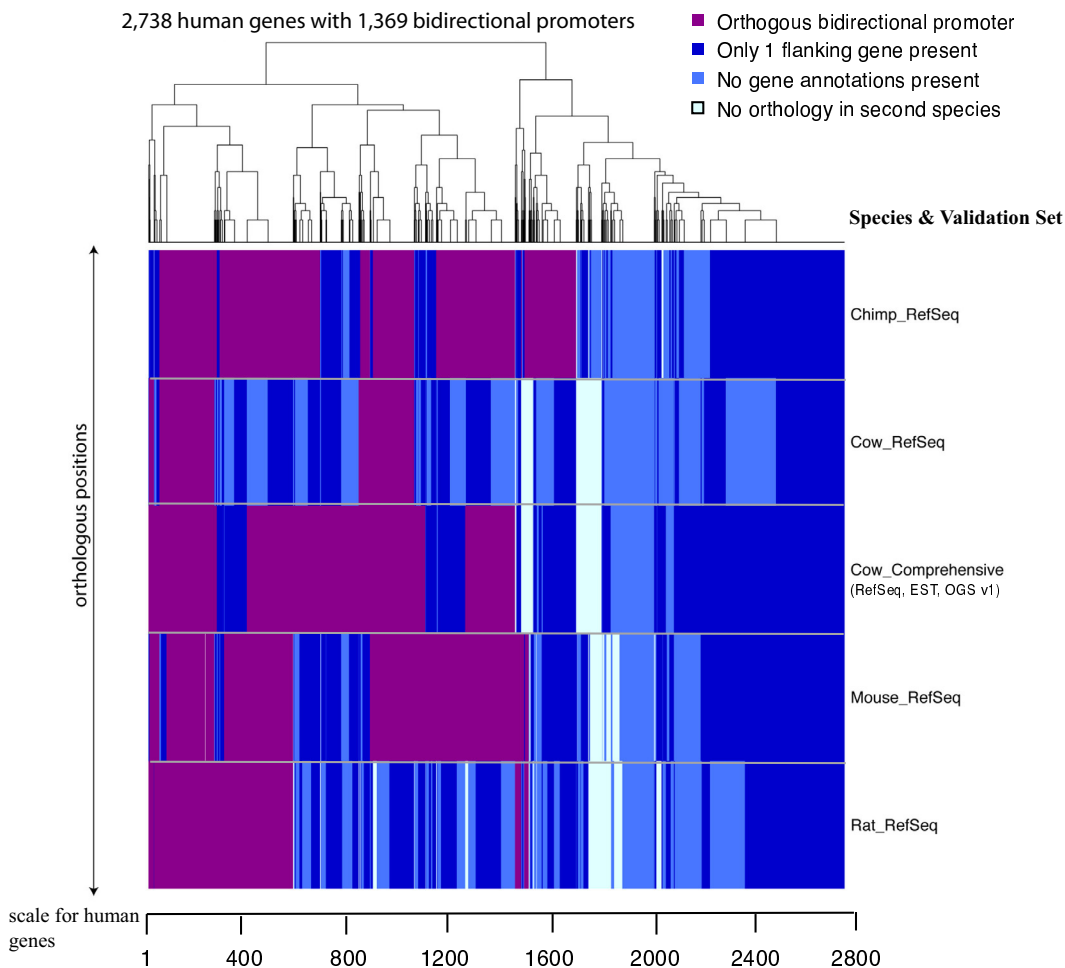 2,738 human genes with 1,369 bidirectional promoters
Orthogous bidirectional promoter
Only 1 flanking gene present
No gene annotations present
No orthology in second species
Species & Validation Set
orthologous positions
Chimp_RefSeq
Cow_RefSeq
Cow_Comprehensive
(RefSeq, EST, OGS v1)
Mouse_RefSeq
Rat_RefSeq
scale for human
genes
1 400 800 1200 1600 2000 2400 2800